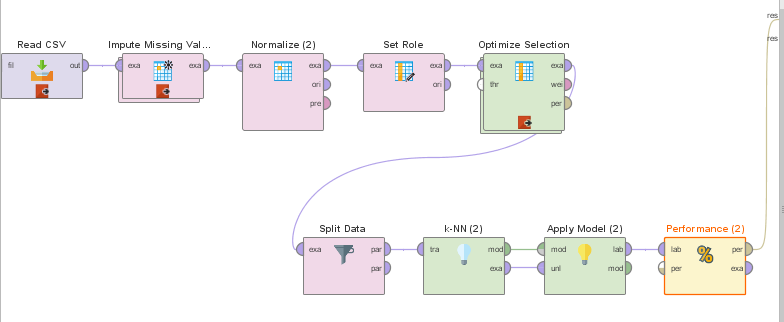 res
res
Read CSV
Impute Missing Val...
Normalize (2)
Set Role
Optimize Selection
fil out
exa exa
exa exa
ori
pre
exa exa
ori
exa exa
thr wei
per
Split Data
k-NN (2)
Apply Model (2)
Performance (2)
exa par
par
tra mod
exa
mod lab
unl mod
lab per
per exa
%